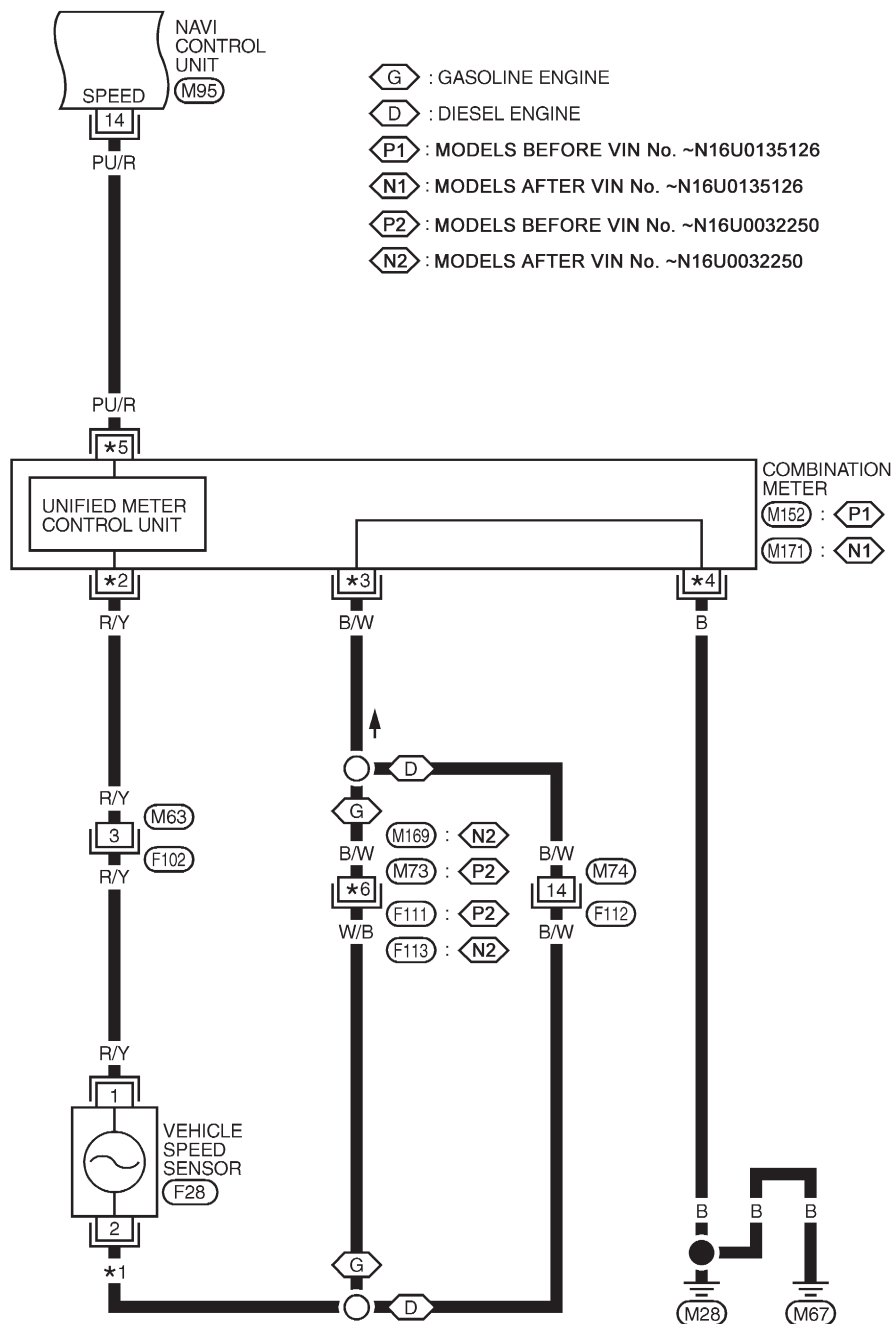 NAVI
CONTROL
UNIT
M95
SPEED
14
PU/R
G : GASOLINE ENGINE
D : DIESEL ENGINE
P1 : MODELS BEFORE VIN No. ~N16U0135126
N1 : MODELS AFTER VIN No. ~N16U0135126
P2 : MODELS BEFORE VIN No. ~N16U0032250
N2 : MODELS AFTER VIN No. ~N16U0032250
PU/R
★5
UNIFIED METER
CONTROL UNIT
COMBINATION
METER
M152 : P1
M171 : N1
★2 ★3 ★4
R/Y B/W B
D
G
R/Y
M63
3
F102
R/Y
M169 : N2
B/W
M73 : P2
★6
F111 : P2
W/B
F113 : N2
B/W
M74
14
F112
B/W
R/Y
1
VEHICLE
SPEED
SENSOR
F28
2
★1
G
D
B B B
M28 M67